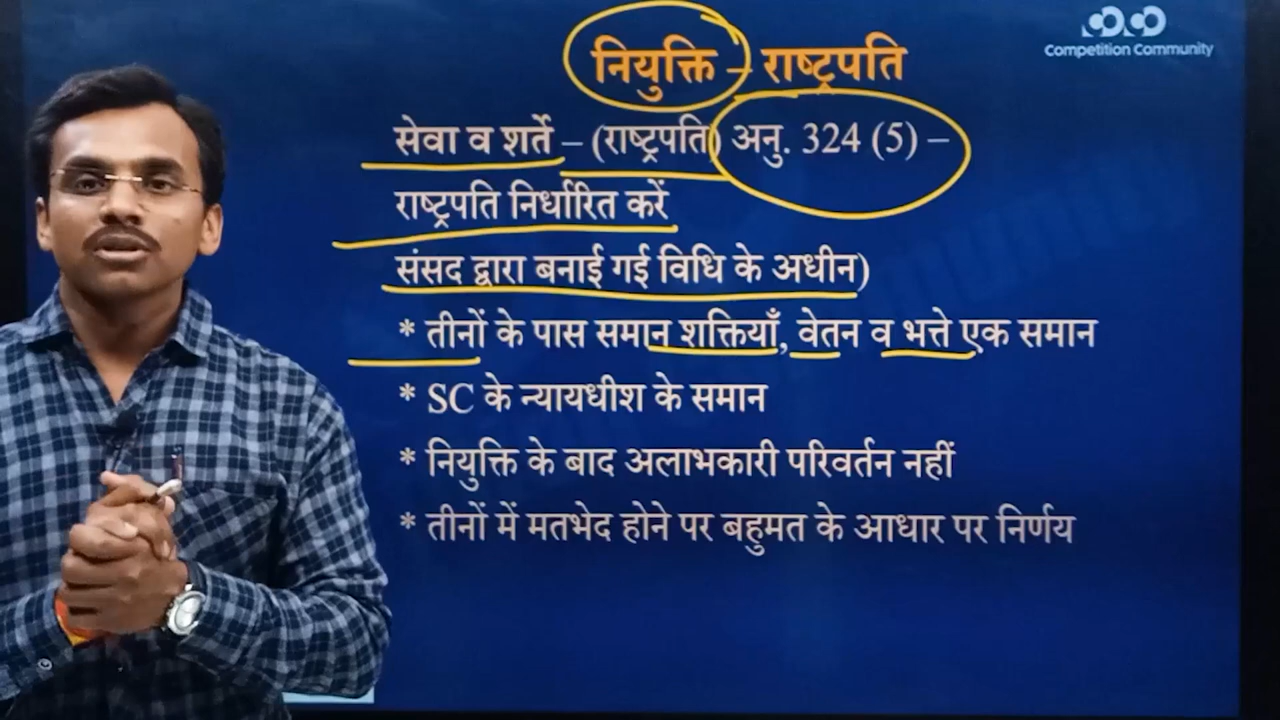 Competition Community
नियुक्ति – राष्ट्रपति
सेवा व शर्ते – (राष्ट्रपति) अनु. 324 (5) –
राष्ट्रपति निर्धारित करें
संसद द्वारा बनाई गई विधि के अधीन)
* तीनों के पास समान शक्तियाँ, वेतन व भत्ते एक समान
* SC के न्यायधीश के समान
* नियुक्ति के बाद अलाभकारी परिवर्तन नहीं
* तीनों में मतभेद होने पर बहुमत के आधार पर निर्णय